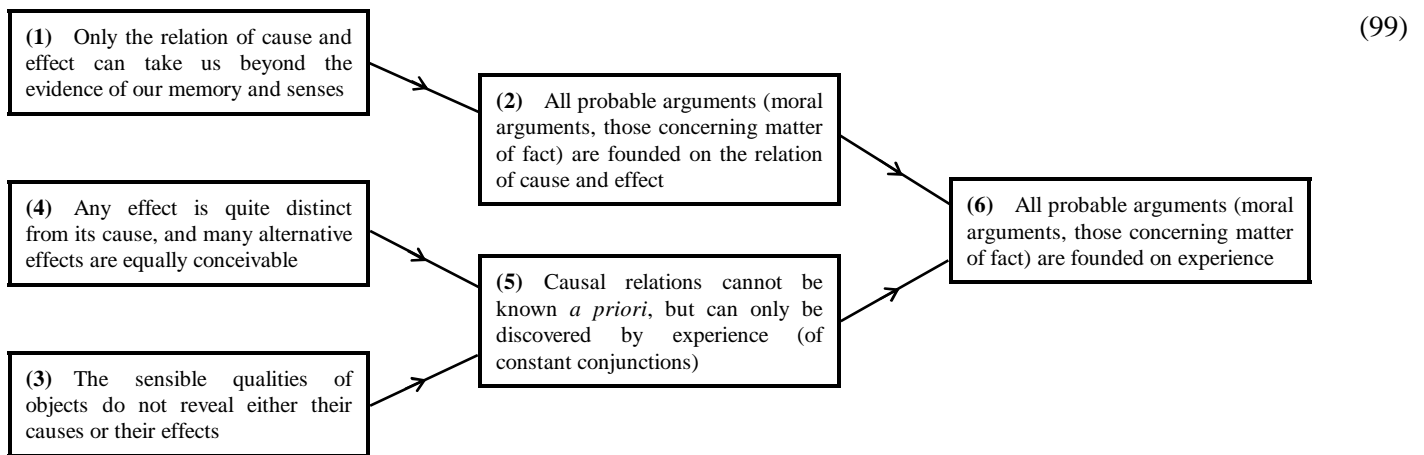 (99)
(1) Only the relation of cause and
effect can take us beyond the
evidence of our memory and senses
(2) All probable arguments (moral
arguments, those concerning matter
of fact) are founded on the relation
of cause and effect
(4) Any effect is quite distinct
from its cause, and many alternative
effects are equally conceivable
(6) All probable arguments (moral
arguments, those concerning matter
of fact) are founded on experience
(5) Causal relations cannot be
known a priori, but can only be
discovered by experience (of
constant conjunctions)
(3) The sensible qualities of
objects do not reveal either their
causes or their effects